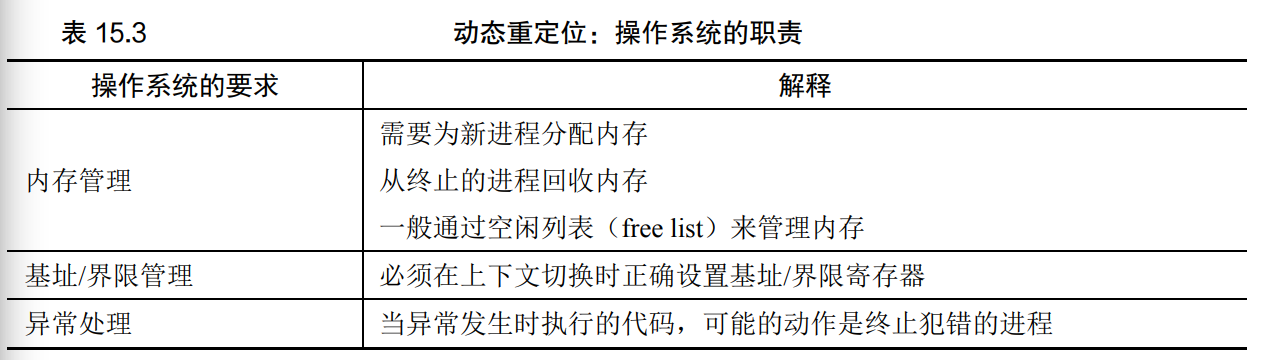 表 15.3 动态重定位：操作系统的职责
操作系统的要求 解释
内存管理
需要为新进程分配内存
从终止的进程回收内存
一般通过空闲列表（free list）来管理内存
基址/界限管理 必须在上下文切换时正确设置基址/界限寄存器
异常处理 当异常发生时执行的代码，可能的动作是终止犯错的进程